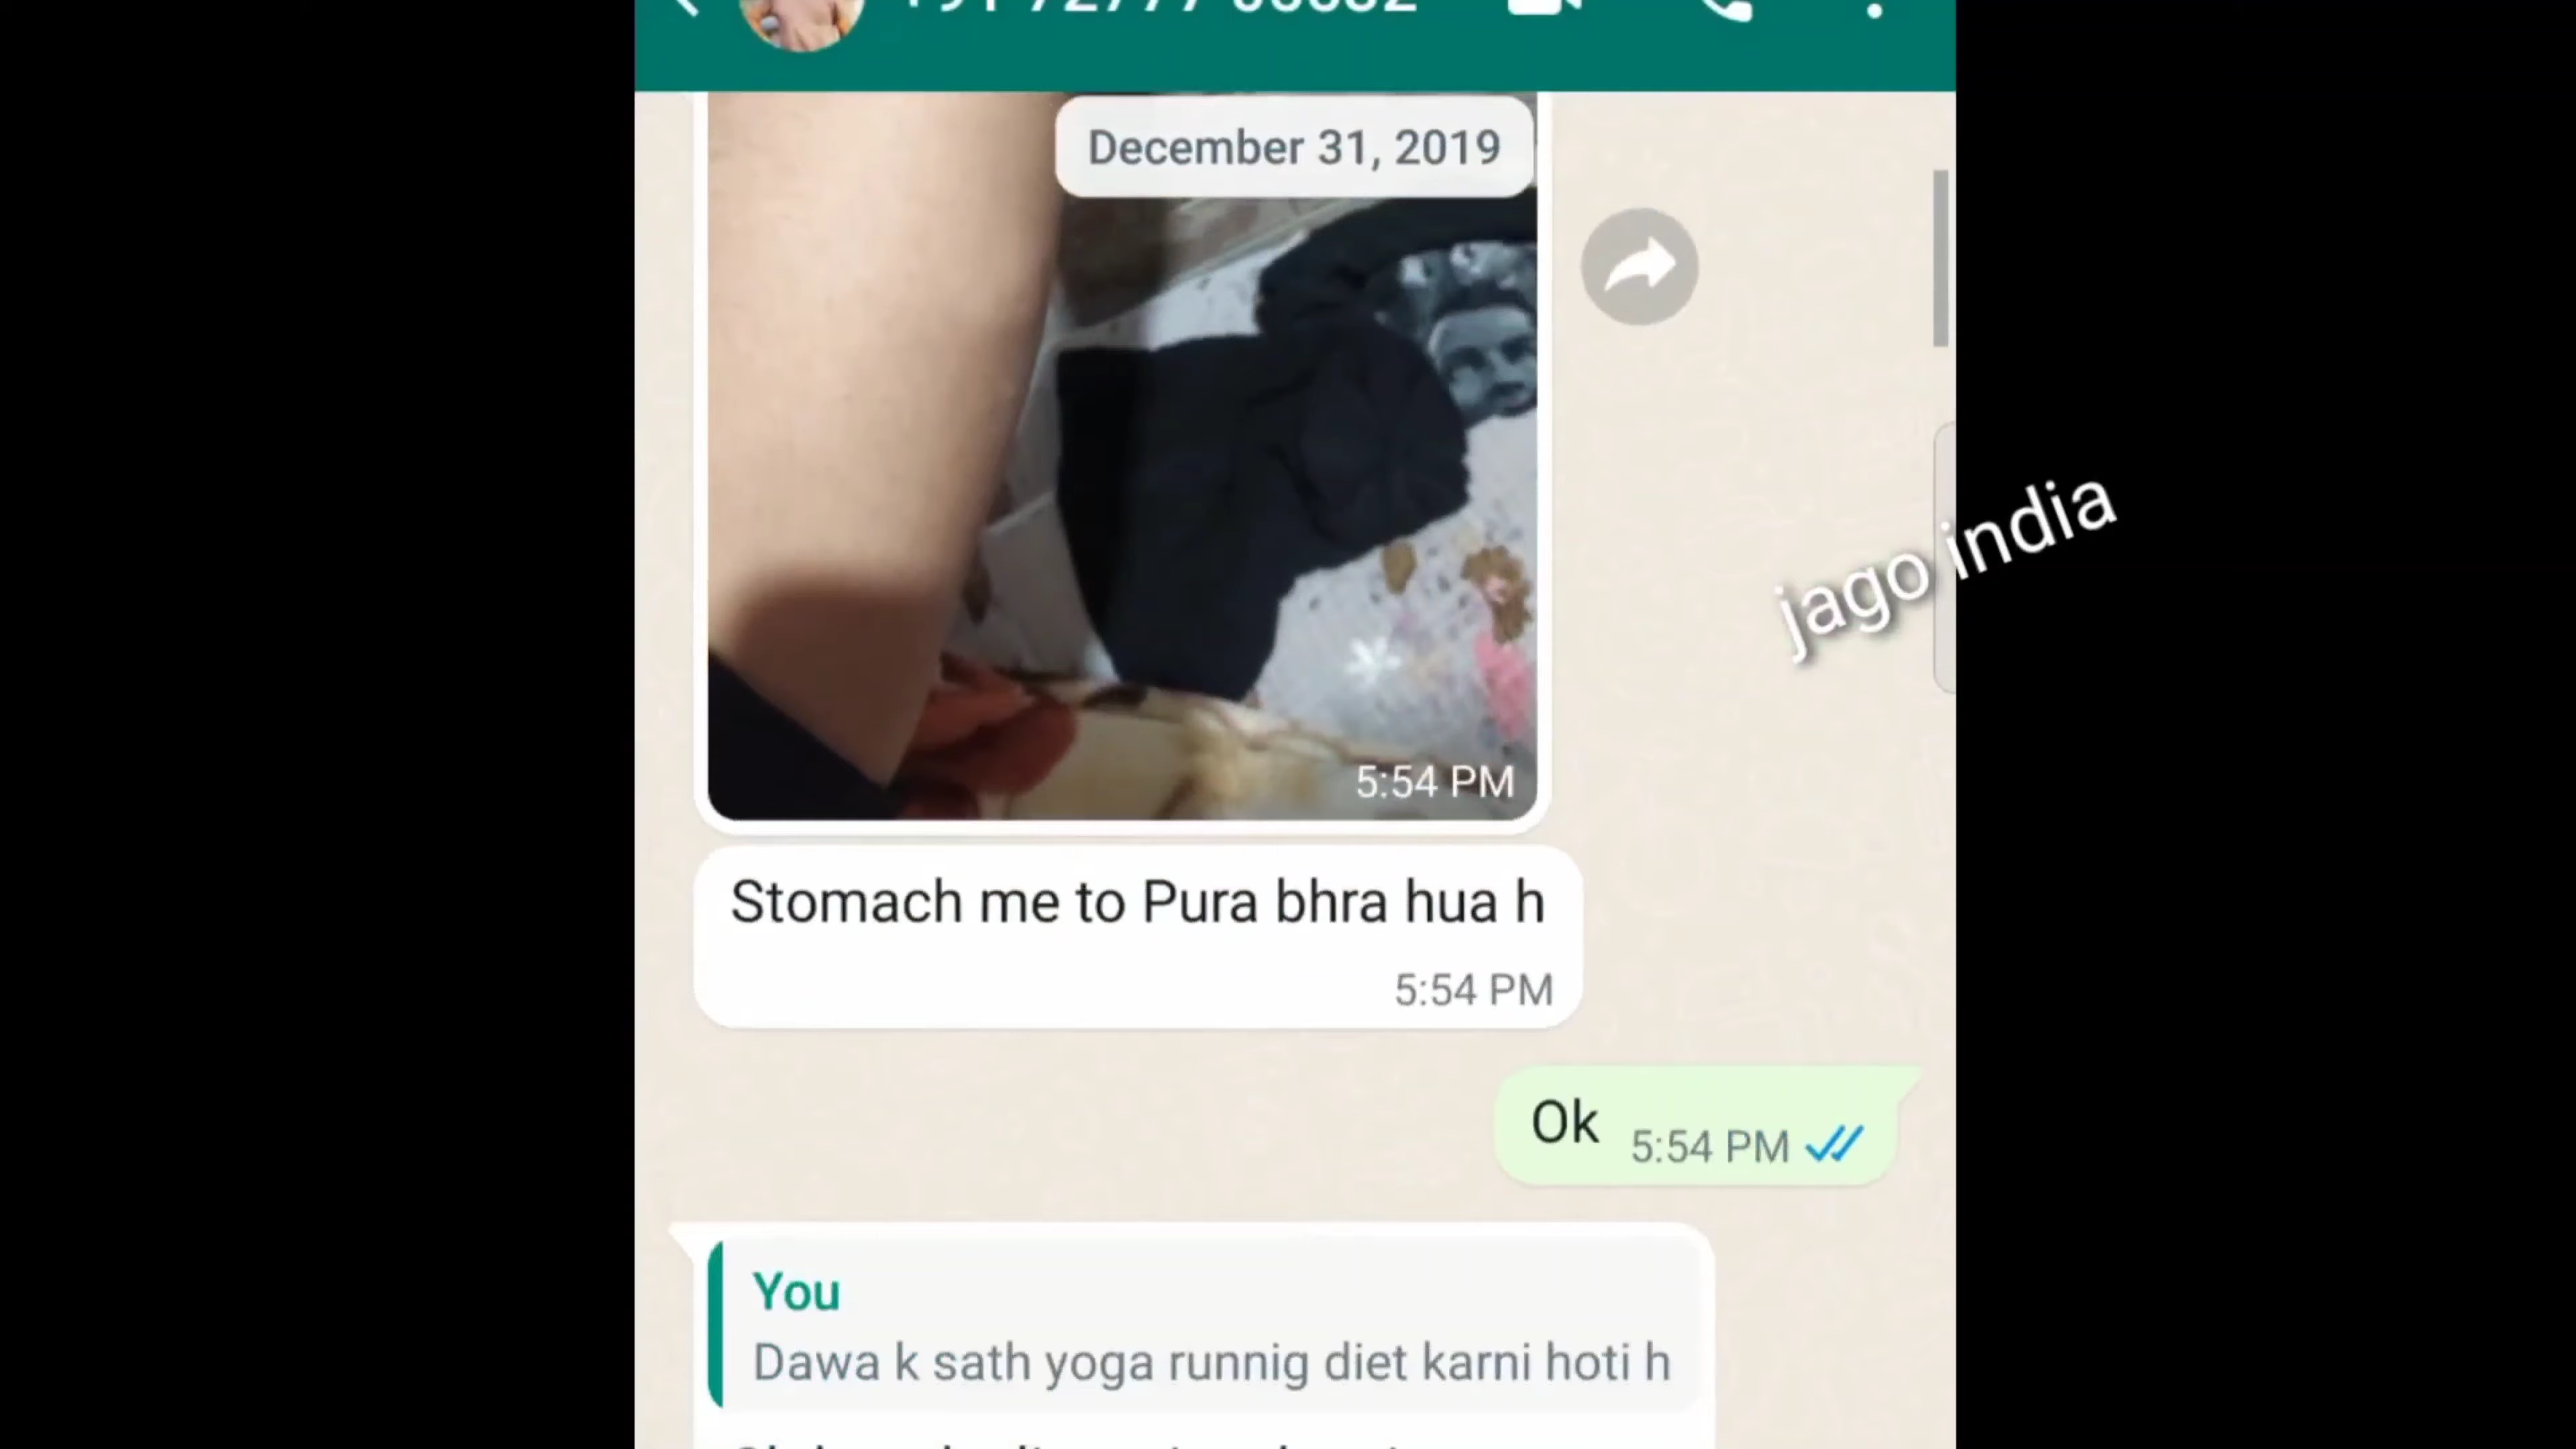 December 31, 2019
5:54 PM
jago india
Stomach me to Pura bhra hua h
5:54 PM
Ok 5:54 PM
You
Dawa k sath yoga runnig diet karni hoti h